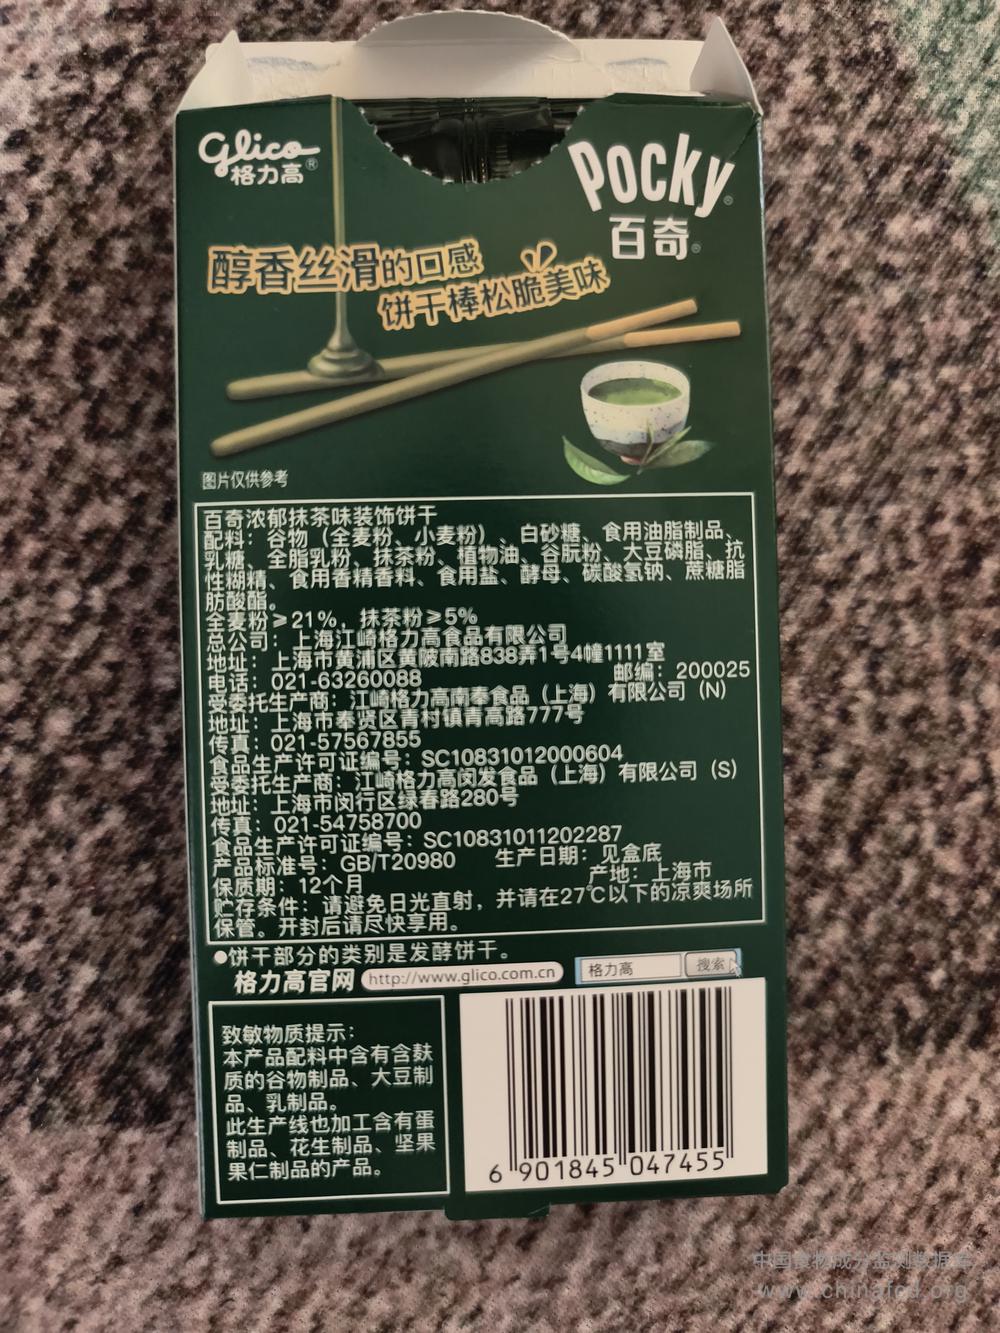 Glico®
格力高
Pocky®
百奇®
醇香丝滑的口感
饼干棒松脆美味
图片仅供参考
百奇浓郁抹茶味装饰饼干
配料：谷物（全麦粉、小麦粉）、白砂糖、食用油脂制品、
乳糖、全脂乳粉、抹茶粉、植物油、谷朊粉、大豆磷脂、抗
性糊精、食用香精香料、食用盐、酵母、碳酸氢钠、蔗糖脂
肪酸酯。
全麦粉≥21%，抹茶粉≥5%
总公司：上海江崎格力高食品有限公司
地址：上海市黄浦区黄陂南路838弄1号4幢1111室
电话：021-63260088 邮编：200025
受委托生产商：江崎格力高南奉食品（上海）有限公司（N）
地址：上海市奉贤区青村镇青高路777号
传真：021-57567855
食品生产许可证编号：SC10831012000604
受委托生产商：江崎格力高闵发食品（上海）有限公司（S）
地址：上海市闵行区绿春路280号
传真：021-54758700
食品生产许可证编号：SC10831011202287
产品标准号：GB/T20980 生产日期：见盒底
保质期：12个月 产地：上海市
贮存条件：请避免日光直射，并请在27℃以下的凉爽场所
保管。开封后请尽快享用。
●饼干部分的类别是发酵饼干。
格力高官网 http://www.glico.com.cn 格力高 搜索
致敏物质提示：
本产品配料中含有含麸
质的谷物制品、大豆制
品、乳制品。
此生产线也加工含有蛋
制品、花生制品、坚果
果仁制品的产品。
6 901845 047455
中国食物成分监测数据库
www.chinafcd.org